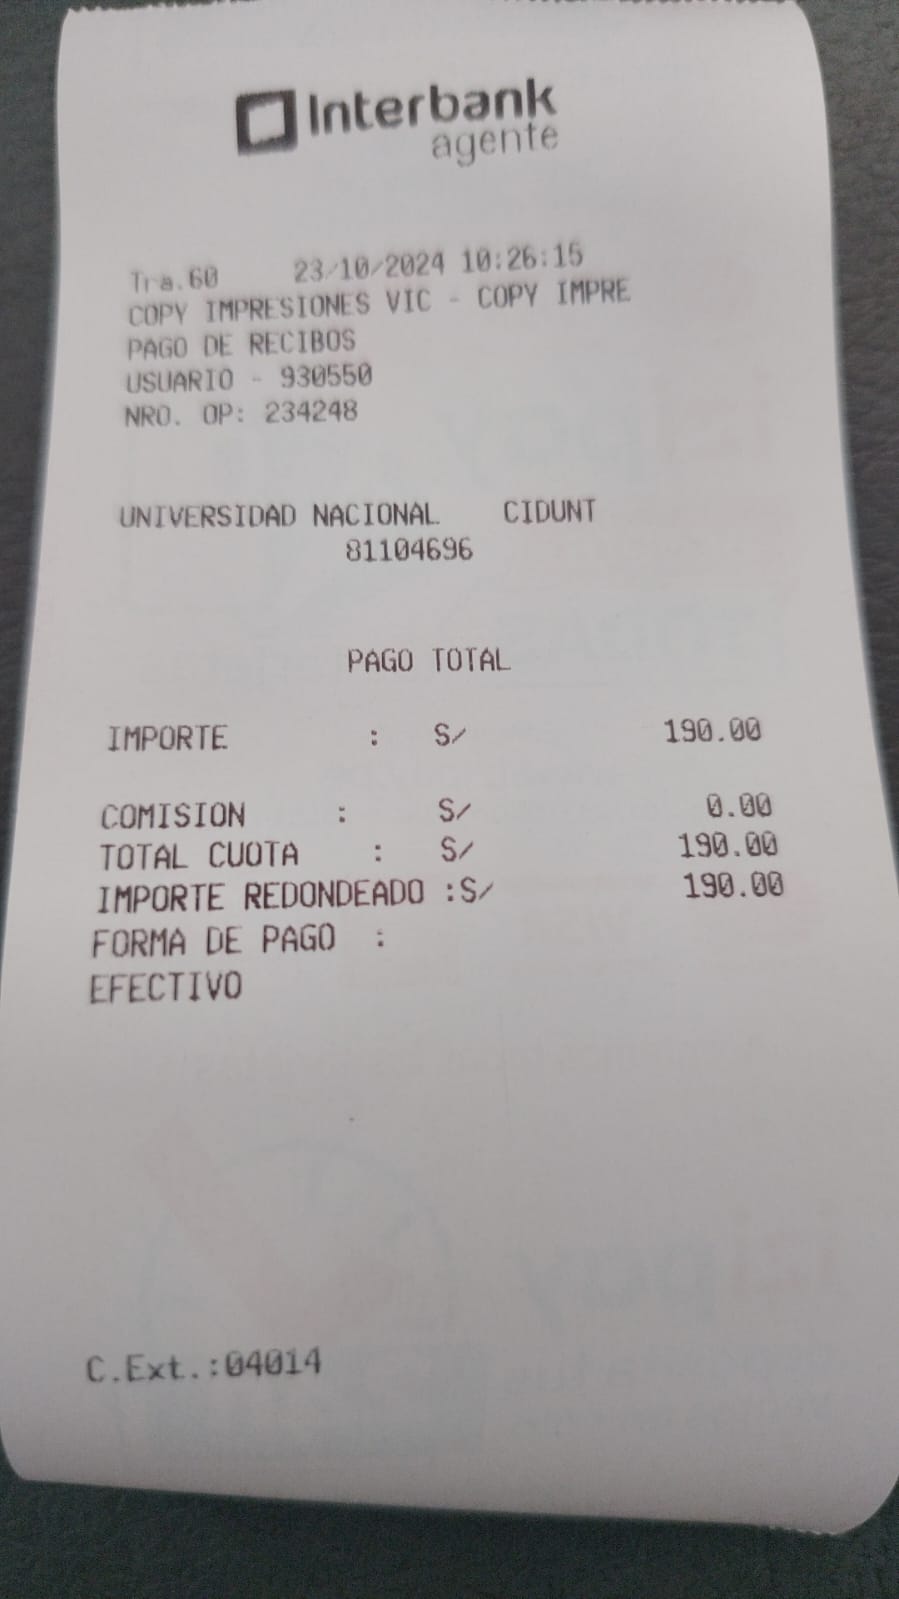 Interbank
agente
Tra.60 23/10/2024 10:26:15
COPY IMPRESIONES VIC - COPY IMPRE
PAGO DE RECIBOS
USUARIO - 930550
NRO. OP: 234248
UNIVERSIDAD NACIONAL CIDUNT
81104696
PAGO TOTAL
IMPORTE : S/ 190.00
COMISION : S/ 0.00
TOTAL CUOTA : S/ 190.00
IMPORTE REDONDEADO :S/ 190.00
FORMA DE PAGO :
EFECTIVO
C.Ext.:04014